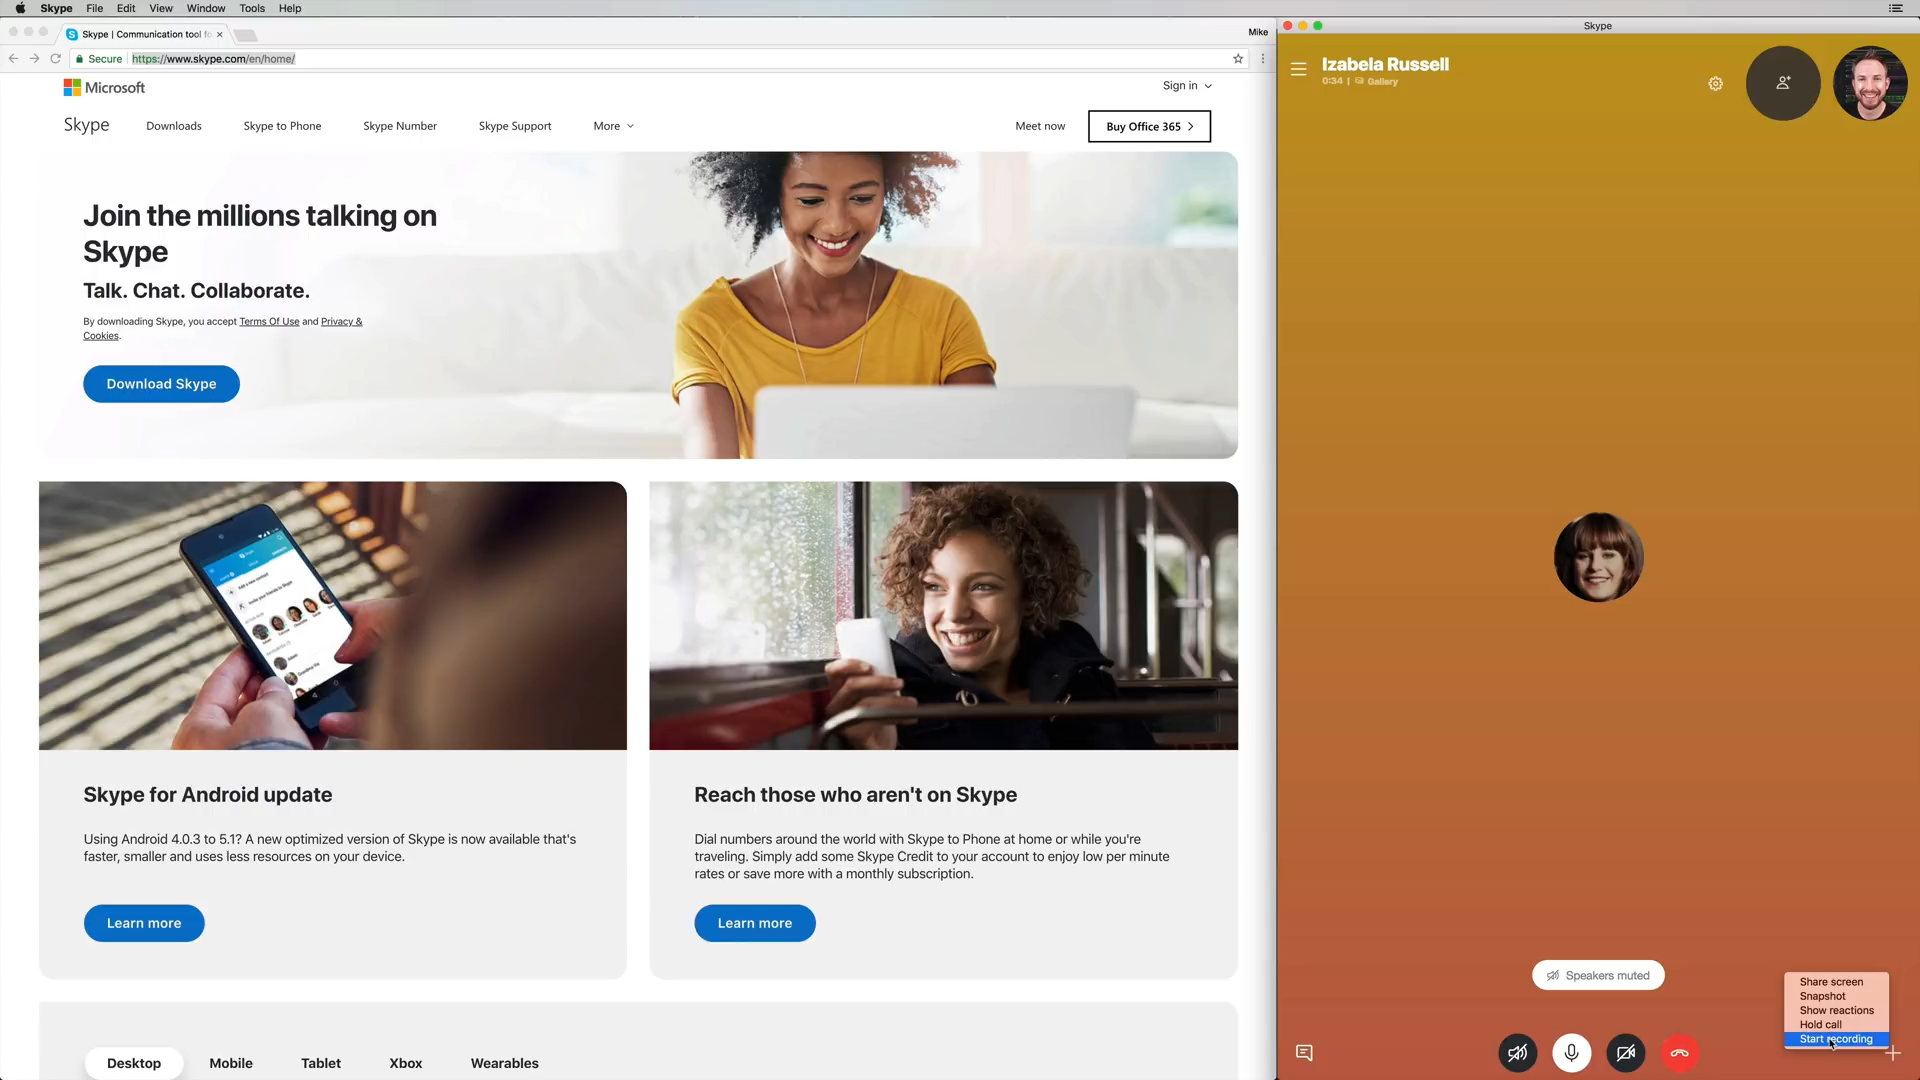 Skype File Edit View Window Tools Help
Skype | Communication tool fo
Mike
Secure https://www.skype.com/en/home/
Microsoft
Sign in
Skype Downloads Skype to Phone Skype Number Skype Support More Meet now Buy Office 365
Join the millions talking on
Skype
Talk. Chat. Collaborate.
By downloading Skype, you accept Terms Of Use and Privacy &
Cookies.
Download Skype
Skype for Android update
Using Android 4.0.3 to 5.1? A new optimized version of Skype is now available that's
faster, smaller and uses less resources on your device.
Learn more
Reach those who aren't on Skype
Dial numbers around the world with Skype to Phone at home or while you're
traveling. Simply add some Skype Credit to your account to enjoy low per minute
rates or save more with a monthly subscription.
Learn more
Desktop Mobile Tablet Xbox Wearables
Skype
Izabela Russell
0:34 | Gallery
Speakers muted
Share screen
Snapshot
Show reactions
Hold call
Start recording